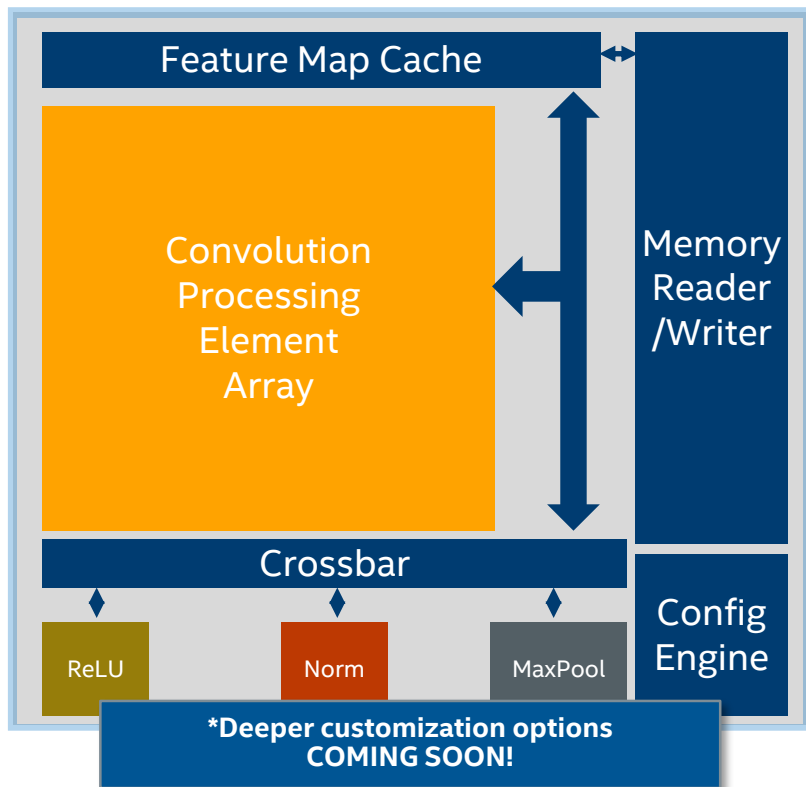 Feature Map Cache
Convolution
Processing
Element
Array
Memory
Reader
/Writer
Crossbar
ReLU
Norm
MaxPool
Config
Engine
*Deeper customization options
COMING SOON!